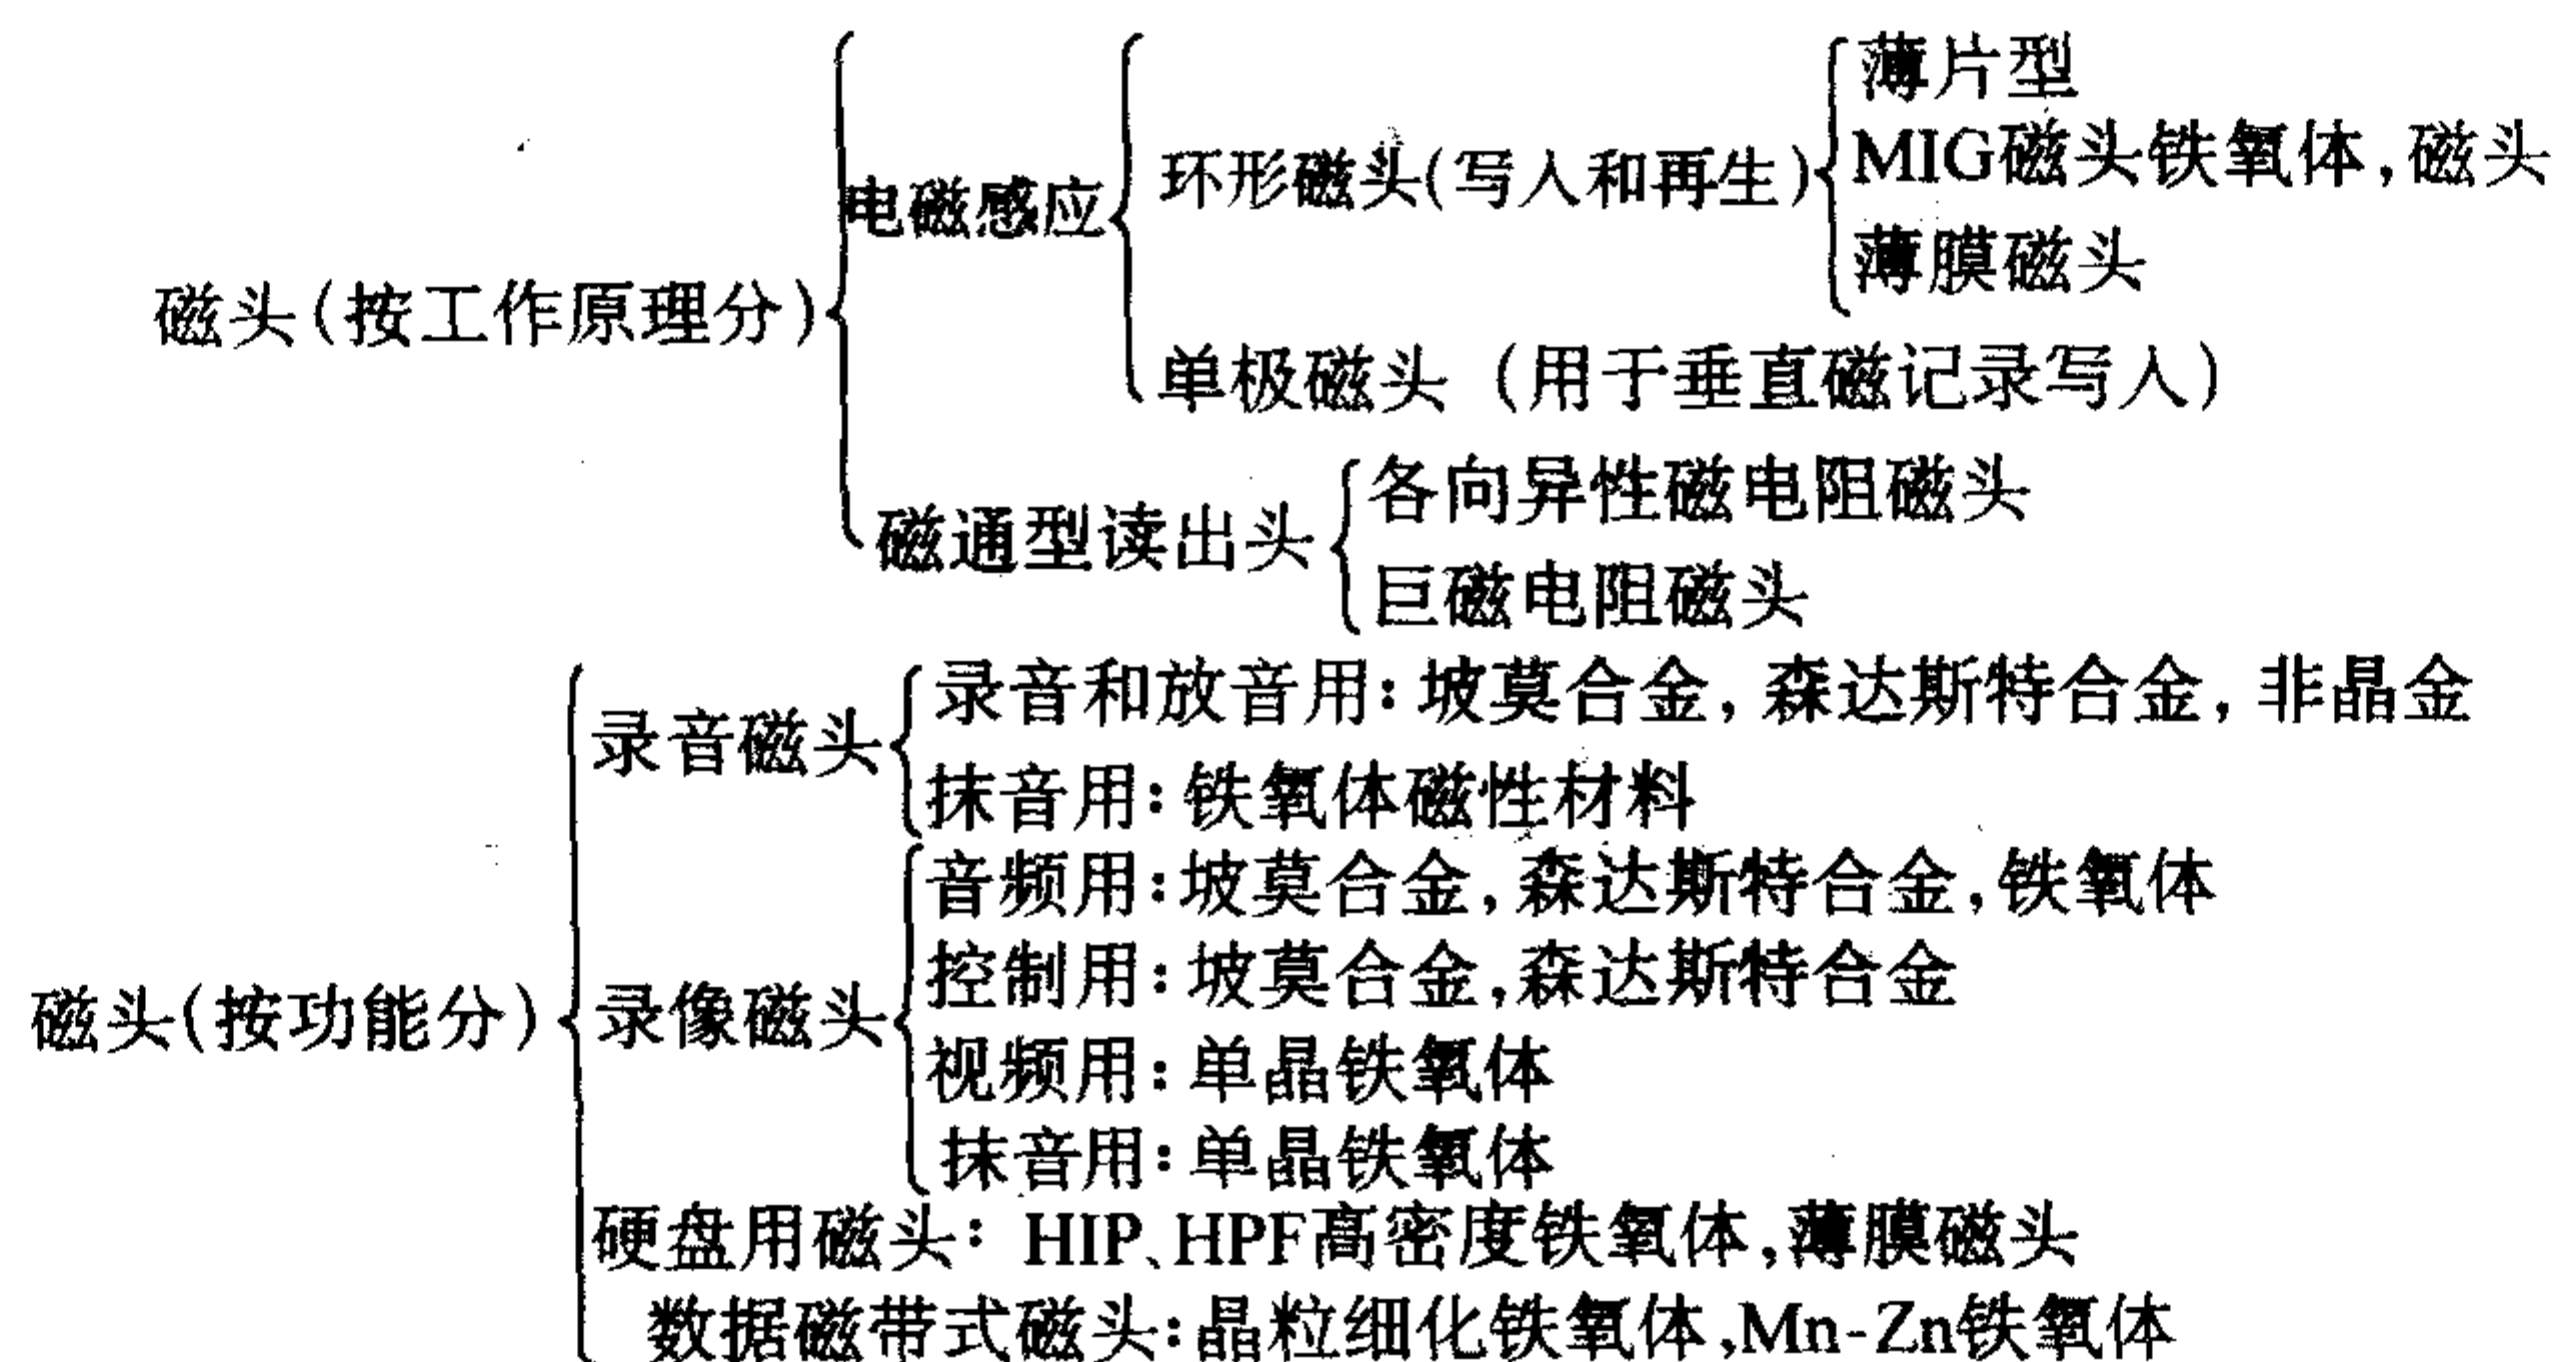 薄片型
电磁感应
环形磁头(写入和再生)
MIG磁头铁氧体,磁头
薄膜磁头
磁头(按工作原理分)
单极磁头 (用于垂直磁记录写入)
各向异性磁电阻磁头
磁通型读出头
巨磁电阻磁头
录音磁头
录音和放音用:坡莫合金,森达斯特合金,非晶金
抹音用:铁氧体磁性材料
音频用:坡莫合金,森达斯特合金,铁氧体
控制用:坡莫合金,森达斯特合金
磁头(按功能分)
录像磁头
视频用:单晶铁氧体
抹音用:单晶铁氧体
硬盘用磁头:HIP、HPF高密度铁氧体,薄膜磁头
数据磁带式磁头:晶粒细化铁氧体,Mn-Zn铁氧体